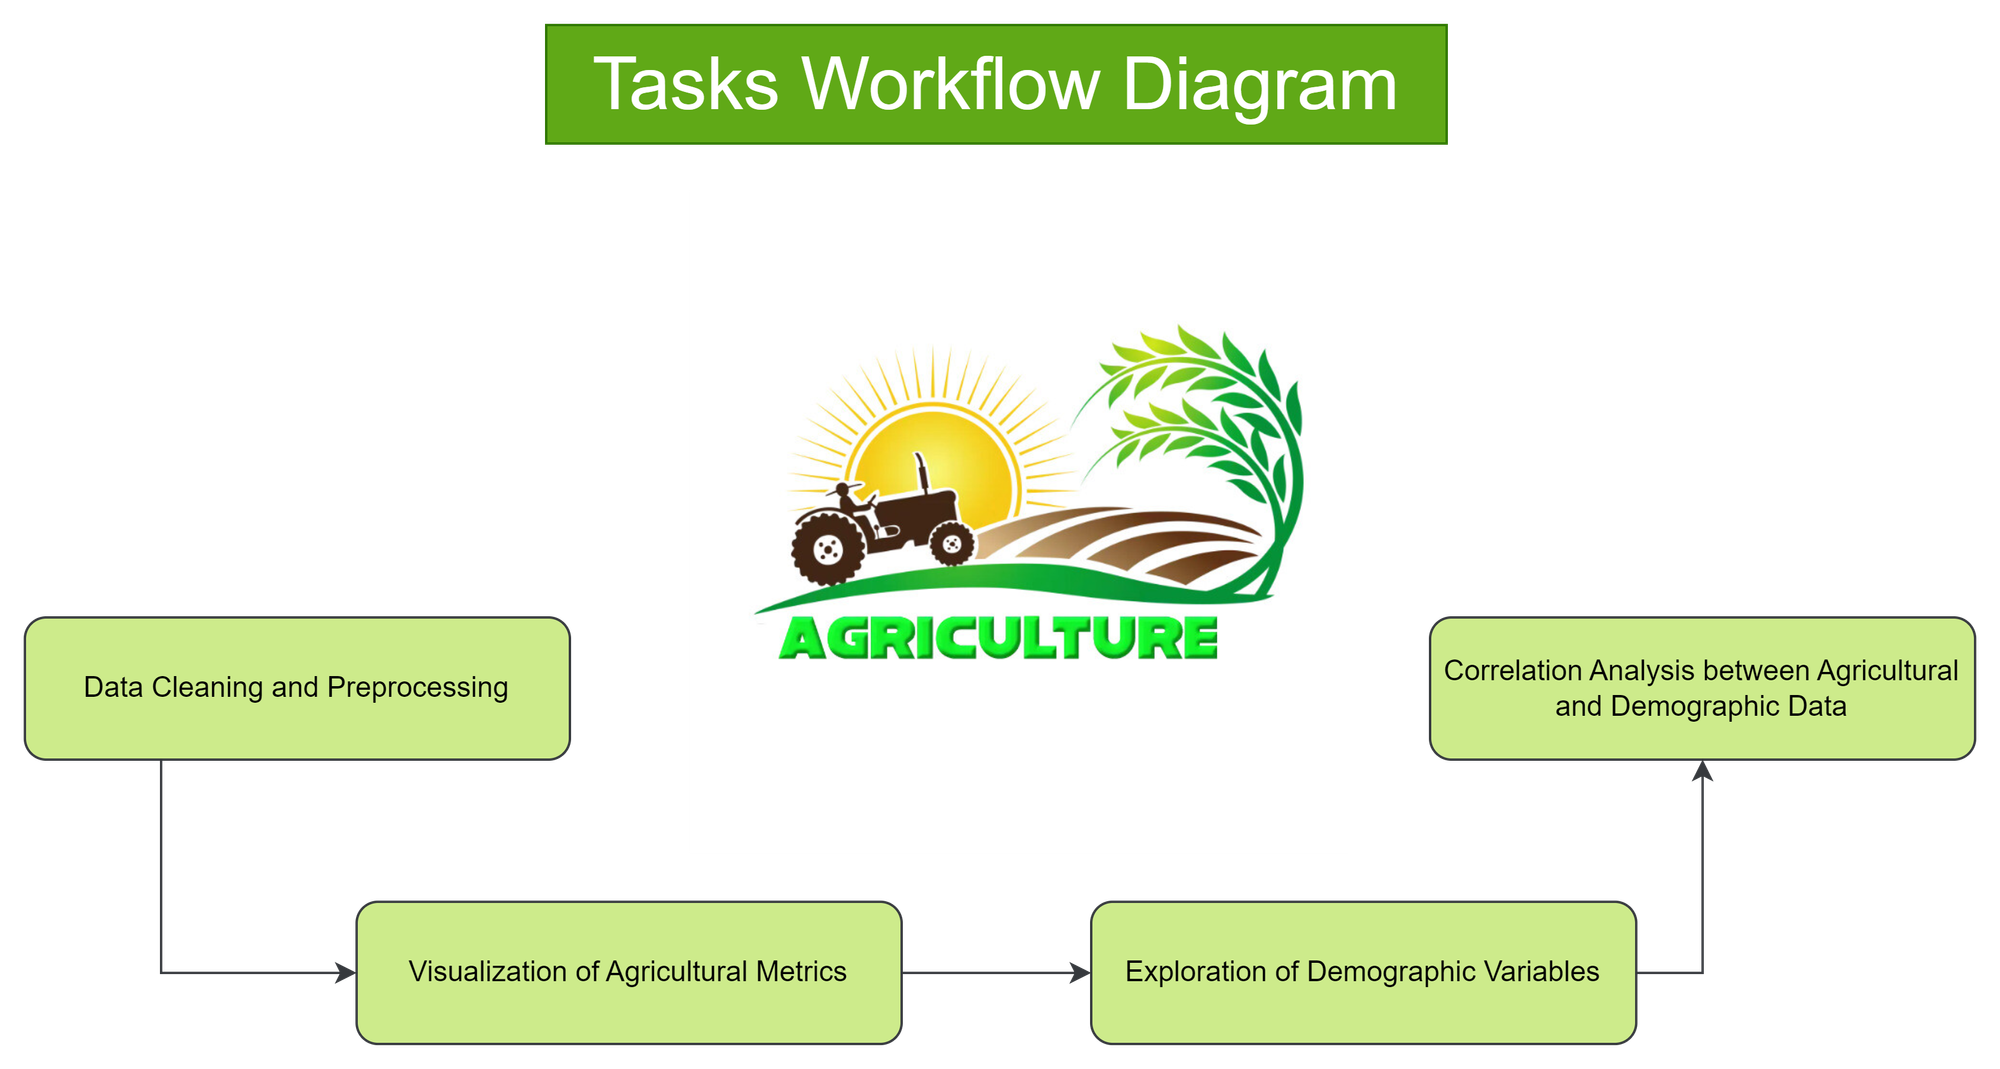 Tasks Workflow Diagram
AGRICULTURE
Data Cleaning and Preprocessing
Correlation Analysis between Agricultural
and Demographic Data
Visualization of Agricultural Metrics
Exploration of Demographic Variables